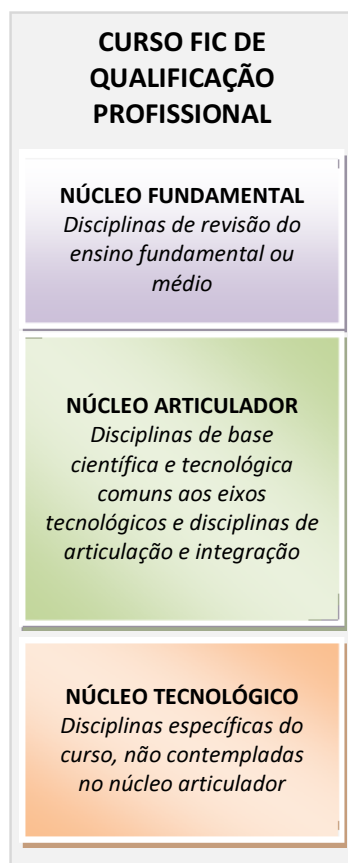 CURSO FIC DE
QUALIFICAÇÃO
PROFISSIONAL
NÚCLEO FUNDAMENTAL
Disciplinas de revisão do
ensino fundamental ou
médio
NÚCLEO ARTICULADOR
Disciplinas de base
científica e tecnológica
comuns aos eixos
tecnológicos e disciplinas de
articulação e integração
NÚCLEO TECNOLÓGICO
Disciplinas específicas do
curso, não contempladas
no núcleo articulador